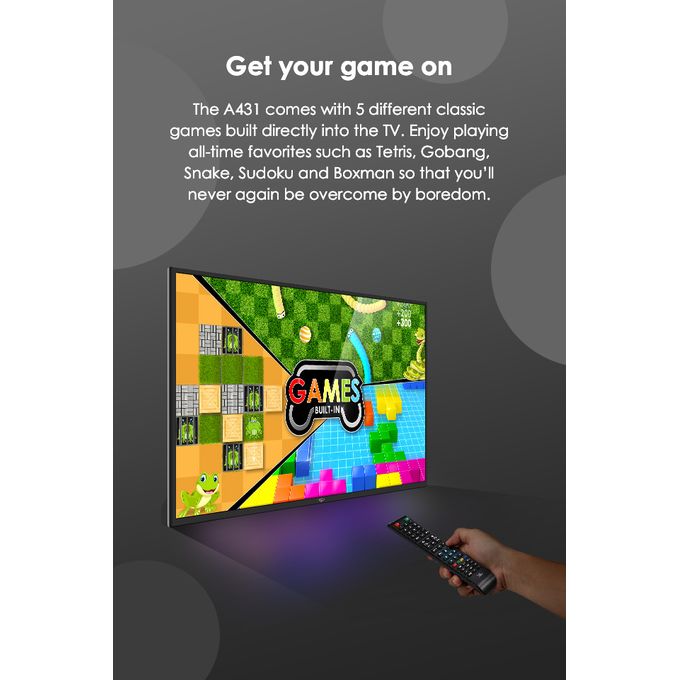 Get your game on
The A431 comes with 5 different classic
games built directly into the TV. Enjoy playing
all-time favorites such as Tetris, Gobang,
Snake, Sudoku and Boxman so that you'll
never again be overcome by boredom.
+200
+300
GAMES
BUILT-IN